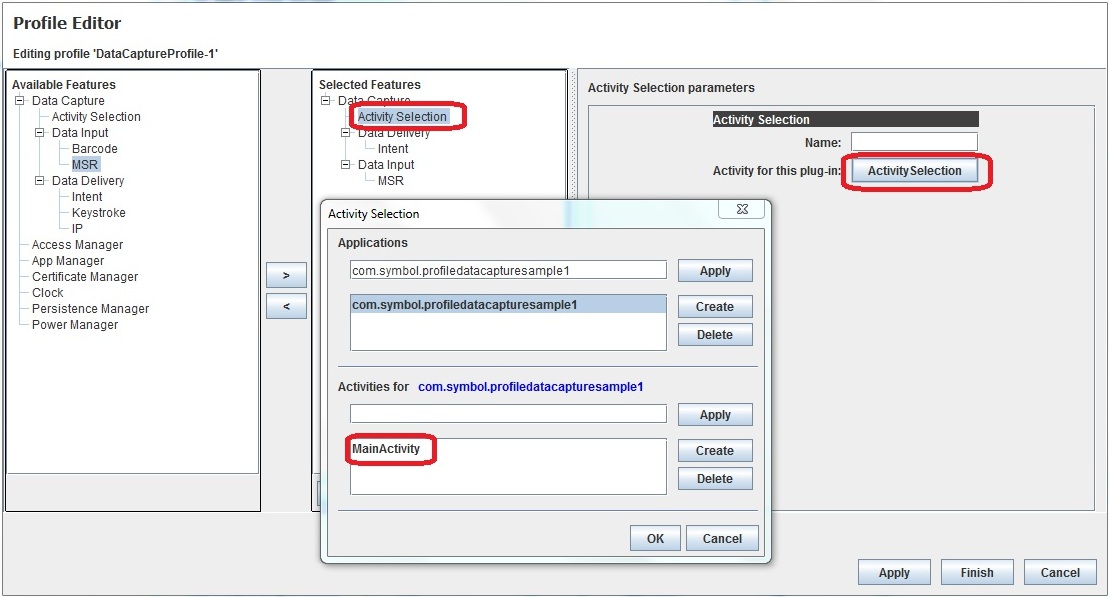 Profile Editor
Editing profile 'DataCaptureProfile-1'
Available Features
Data Capture
Activity Selection
Data Input
Barcode
MSR
Data Delivery
Intent
Keystroke
IP
Access Manager
App Manager
Certificate Manager
Clock
Persistence Manager
Power Manager
>
<
Selected Features
Data Capture
Activity Selection
Data Delivery
Intent
Data Input
MSR
Activity Selection parameters
Activity Selection
Name:
Activity for this plug-in: ActivitySelection
Activity Selection
Applications
com.symbol.profiledatacapturesample1 Apply
com.symbol.profiledatacapturesample1 Create
Delete
Activities for com.symbol.profiledatacapturesample1
Apply
MainActivity Create
Delete
OK Cancel
Apply Finish Cancel